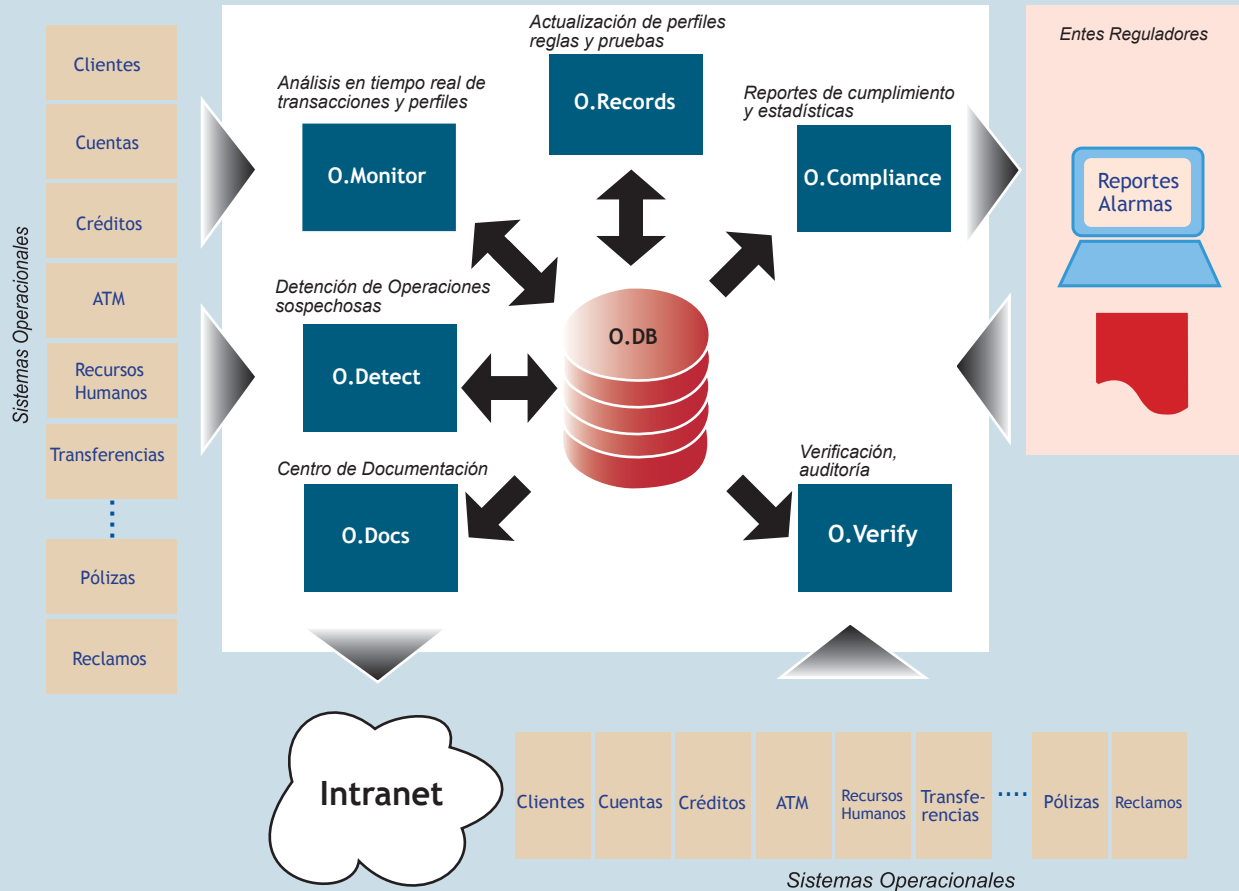 Sistemas Operacionales
Clientes
Cuentas
Créditos
ATM
Recursos
Humanos
Transferencias
Pólizas
Reclamos
Actualización de perfiles
reglas y pruebas
O.Records
Análisis en tiempo real de
transacciones y perfiles
O.Monitor
Reportes de cumplimiento
y estadísticas
O.Compliance
Detención de Operaciones
sospechosas
O.Detect
O.DB
Centro de Documentación
O.Docs
Verificación,
auditoría
O.Verify
Entes Reguladores
Reportes
Alarmas
Intranet
Clientes
Cuentas
Créditos
ATM
Recursos
Humanos
Transfe-
rencias
Pólizas
Reclamos
Sistemas Operacionales